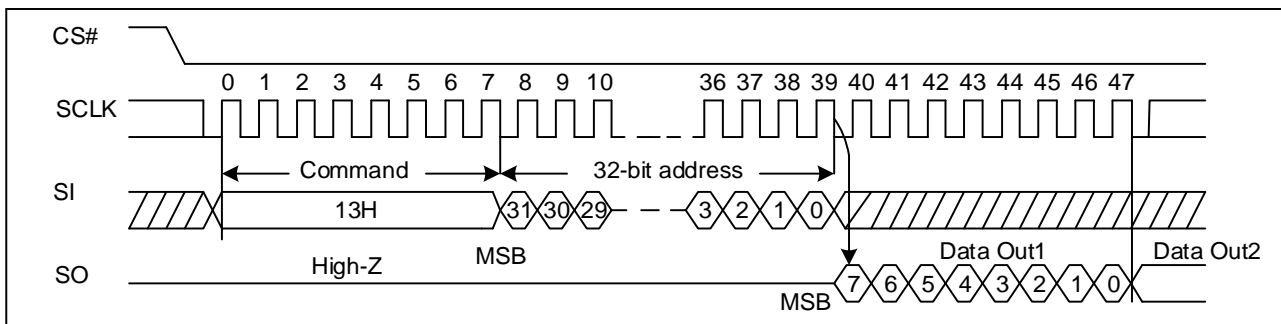 CS#
0 1 2 3 4 5 6 7 8 9 10 36 37 38 39 40 41 42 43 44 45 46 47
SCLK
Command 32-bit address
SI
13H 31 30 29 3 2 1 0
High-Z MSB Data Out1 Data Out2
SO
MSB 7 6 5 4 3 2 1 0